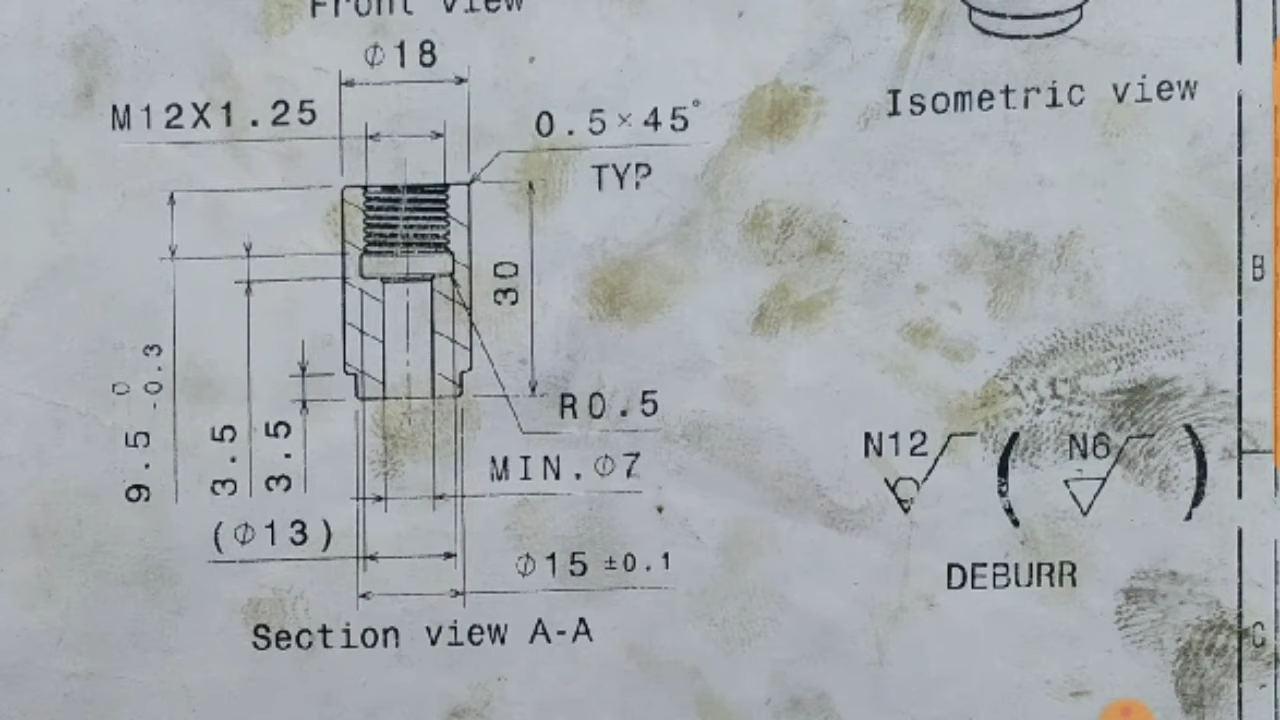 Front view
Φ18
M12X1.25
0.5×45°
TYP
Isometric view
30
B
9.5 0 -0.3
3.5
3.5
R0.5
MIN.Φ7
(Φ13)
Φ15 ±0.1
N12 ( N6 )
DEBURR
Section view A-A
C